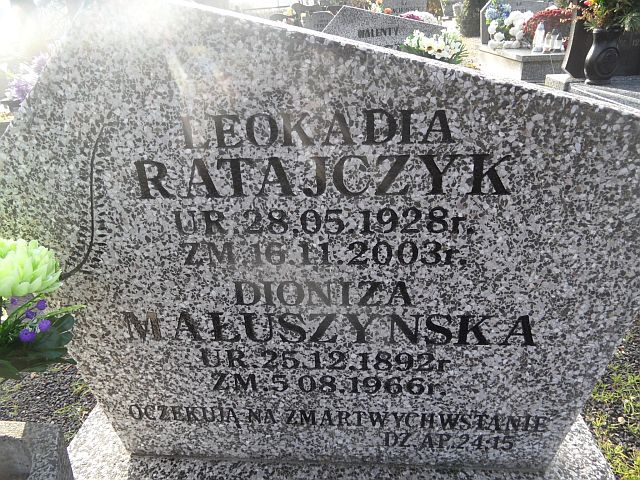 WALENTY
LEOKADIA
RATAJCZYK
UR. 28.05.1928r.
ZM. 16.11.2003r.
DIONIZA
MAŁUSZYŃSKA
UR. 25.12.1892r
ZM. 5 08.1966r.
OCZEKUJĄ NA ZMARTWYCHWSTANIE
DZ AP. 24:15